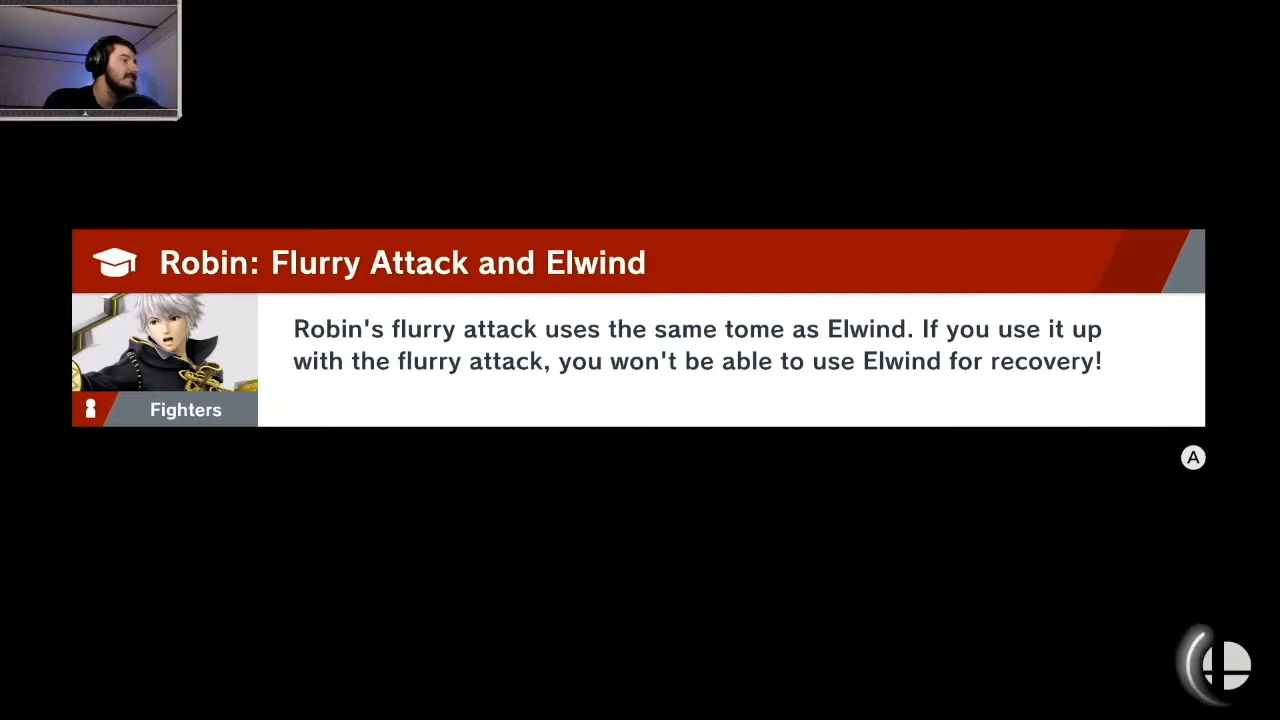 Robin: Flurry Attack and Elwind
Robin's flurry attack uses the same tome as Elwind. If you use it up
with the flurry attack, you won't be able to use Elwind for recovery!
Fighters
A